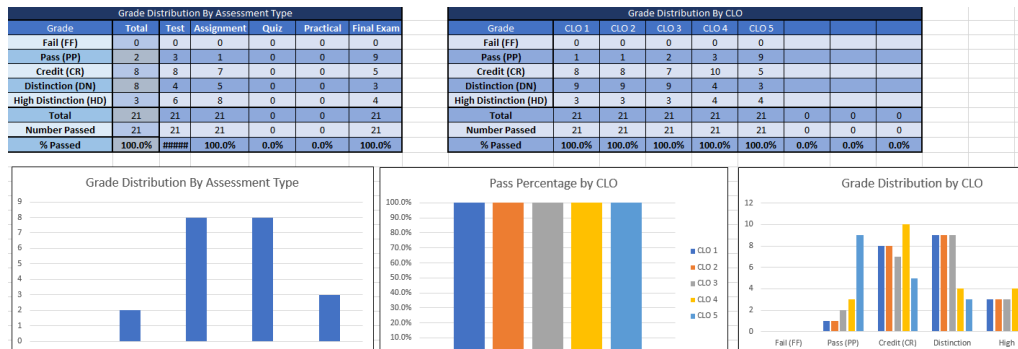 Grade Distribution By Assessment Type
Grade Total Test Assignment Quiz Practical Final Exam
Fail (FF) 0 0 0 0 0 0
Pass (PP) 2 3 1 0 0 9
Credit (CR) 8 8 7 0 0 5
Distinction (DN) 8 4 5 0 0 3
High Distinction (HD) 3 6 8 0 0 4
Total 21 21 21 0 0 21
Number Passed 21 21 21 0 0 21
% Passed 100.0% ##### 100.0% 0.0% 0.0% 100.0%
Grade Distribution By CLO
Grade CLO 1 CLO 2 CLO 3 CLO 4 CLO 5
Fail (FF) 0 0 0 0 0
Pass (PP) 1 1 2 3 9
Credit (CR) 8 8 7 10 5
Distinction (DN) 9 9 9 4 3
High Distinction (HD) 3 3 3 4 4
Total 21 21 21 21 21 0 0 0
Number Passed 21 21 21 21 21 0 0 0
% Passed 100.0% 100.0% 100.0% 100.0% 100.0% 0.0% 0.0% 0.0%
Grade Distribution By Assessment Type
9
8
7
6
5
4
3
2
1
0
Pass Percentage by CLO
100.0%
90.0%
80.0%
70.0%
60.0%
50.0%
40.0%
30.0%
20.0%
10.0%
CLO 1
CLO 2
CLO 3
CLO 4
CLO 5
Grade Distribution by CLO
12
10
8
6
4
2
0
Fail (FF) Pass (PP) Credit (CR) Distinction High